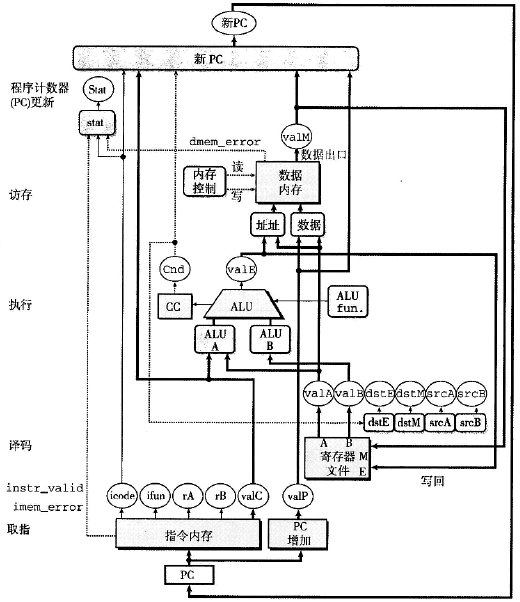 新PC
新 PC
程序计数器
(PC)更新
Stat
stat
dmem_error
valM
数据出口
访存
内存
控制
读
写
数据
内存
址址
数据
Cnd
valE
执行
CC
ALU
ALU
fun.
ALU
A
ALU
B
valA
valB
dstE
dstM
srcA
srcB
dstE
dstM
srcA
srcB
译码
A
B
寄存器
文件
M
E
写回
instr_valid
imem_error
icode
ifun
rA
rB
valC
valP
取指
指令内存
PC
增加
PC